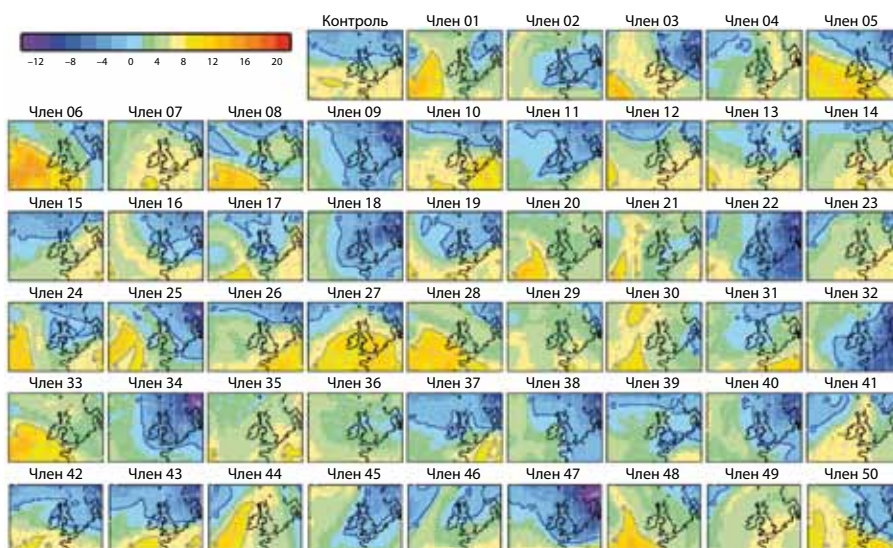 Контроль Член 01 Член 02 Член 03 Член 04 Член 05
−12 −8 −4 0 4 8 12 16 20
Член 06 Член 07 Член 08 Член 09 Член 10 Член 11 Член 12 Член 13 Член 14
Член 15 Член 16 Член 17 Член 18 Член 19 Член 20 Член 21 Член 22 Член 23
Член 24 Член 25 Член 26 Член 27 Член 28 Член 29 Член 30 Член 31 Член 32
Член 33 Член 34 Член 35 Член 36 Член 37 Член 38 Член 39 Член 40 Член 41
Член 42 Член 43 Член 44 Член 45 Член 46 Член 47 Член 48 Член 49 Член 50